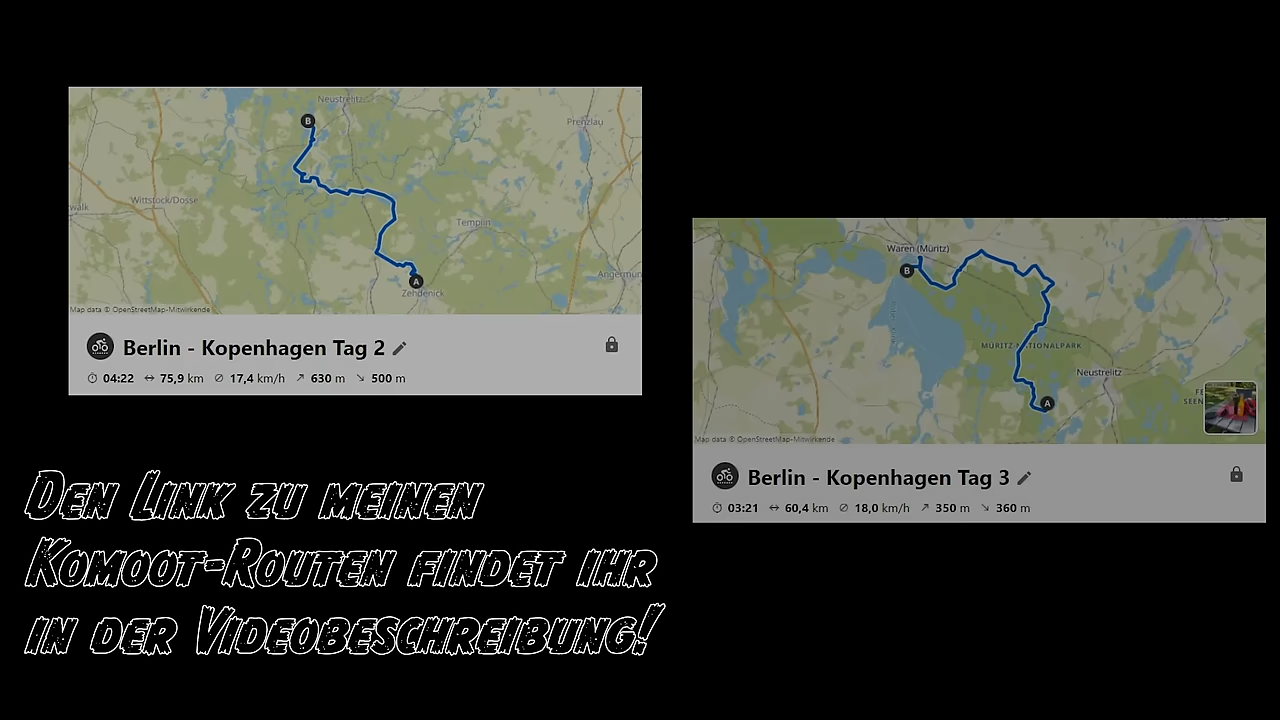 Neustrelitz
Prenzlau
Wittstock/Dosse
walk
Templin
Angermün
Zehdenick
B
A
Map data © OpenStreetMap-Mitwirkende
Berlin - Kopenhagen Tag 2
04:22 75,9 km 17,4 km/h 630 m 500 m
Waren (Müritz)
B
MÜRITZ-NATIONALPARK
Neustrelitz
A
SEEN
Map data © OpenStreetMap-Mitwirkende
Berlin - Kopenhagen Tag 3
03:21 60,4 km 18,0 km/h 350 m 360 m
Den Link zu meinen
Komoot-Routen findet ihr
in der Videobeschreibung!